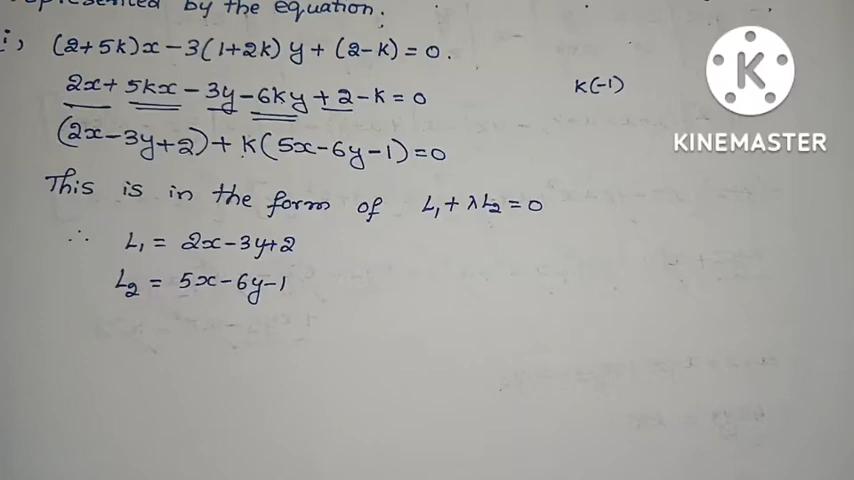 represented by the equation.
i, (2+5k)x-3(1+2k)y+(2-k)=0.
2x+5kx-3y-6ky+2-k=0 k(-1)
(2x-3y+2)+k(5x-6y-1)=0
This is in the form of L₁+λL₂=0
∴ L₁ = 2x-3y+2
L₂ = 5x-6y-1
K
KINEMASTER